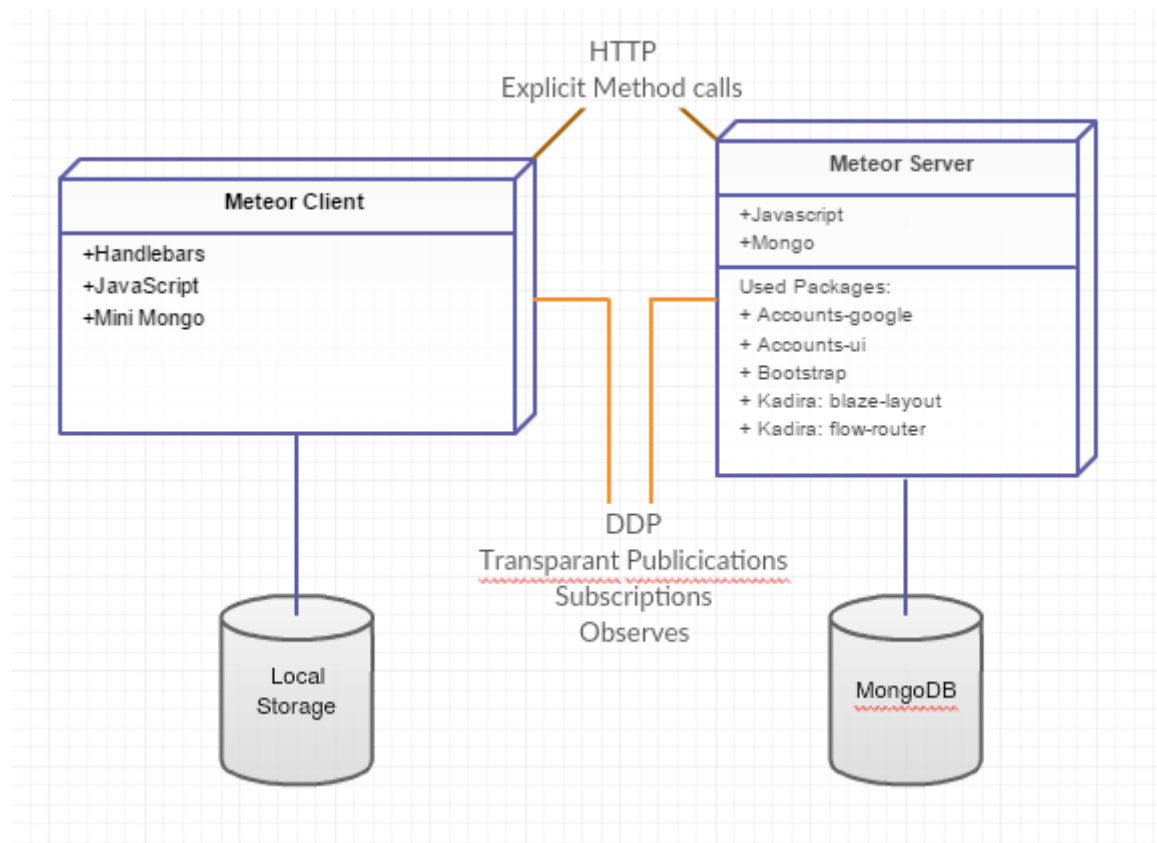 HTTP
Explicit Method calls
Meteor Client
+Handlebars
+JavaScript
+Mini Mongo
Meteor Server
+Javascript
+Mongo
Used Packages:
+ Accounts-google
+ Accounts-ui
+ Bootstrap
+ Kadira: blaze-layout
+ Kadira: flow-router
DDP
Transparant Publicications
Subscriptions
Observes
Local
Storage
MongoDB